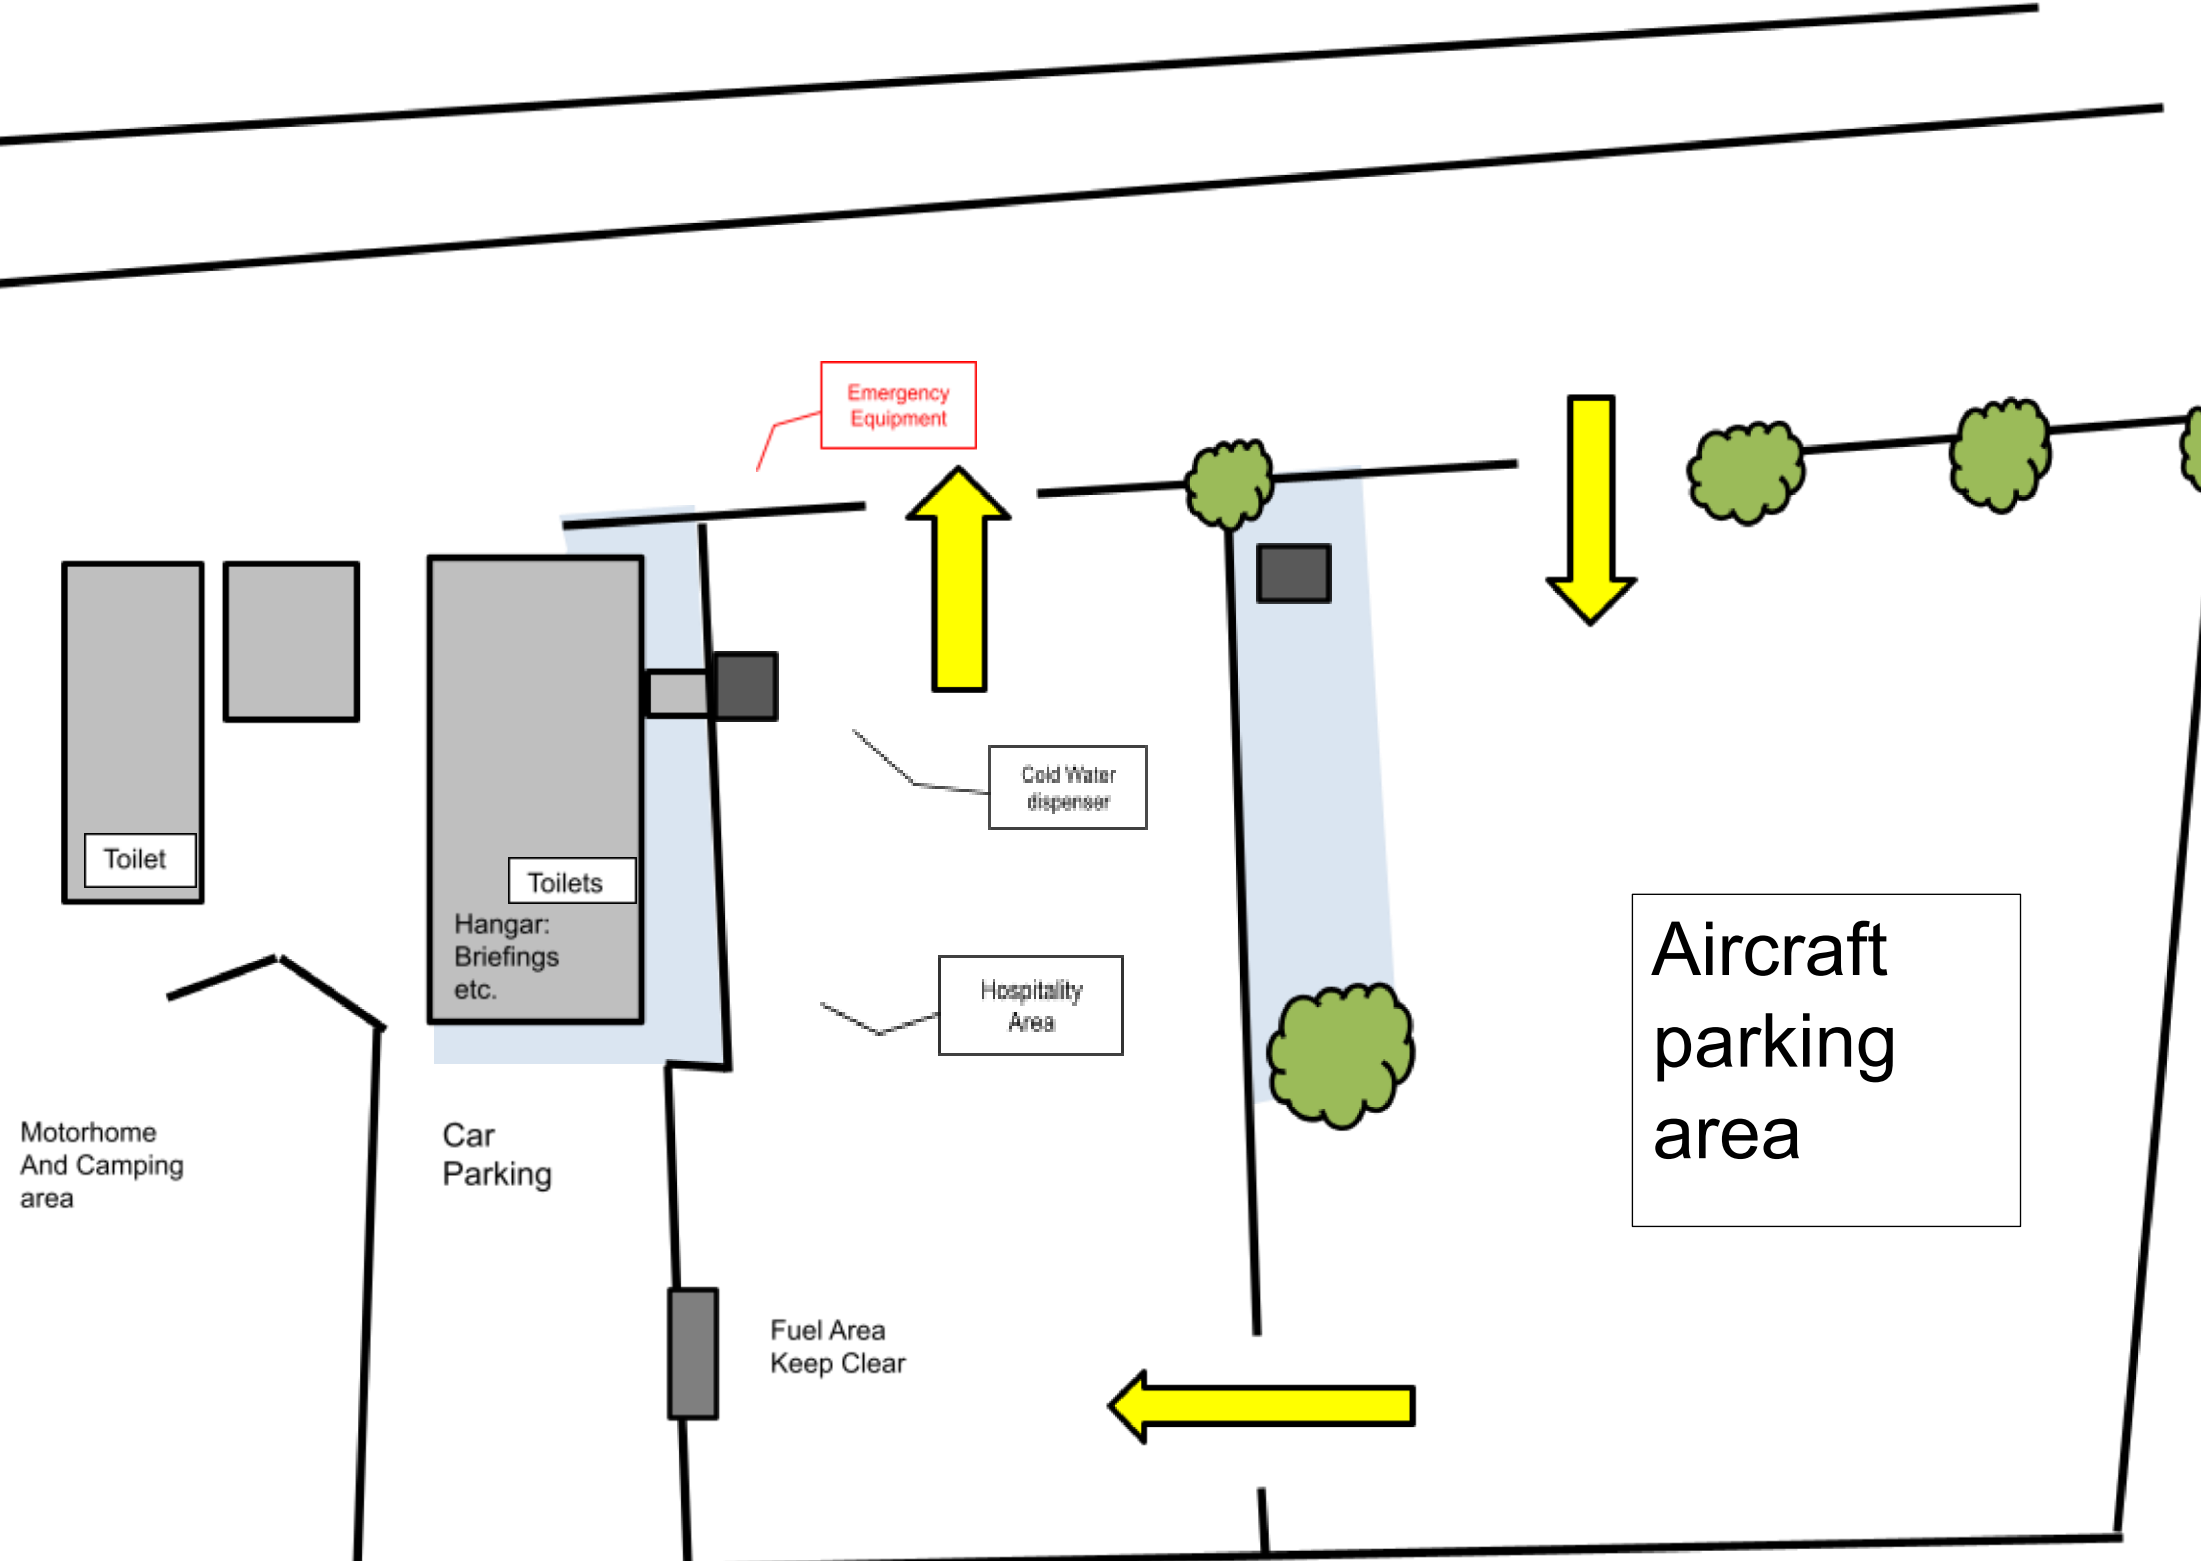 Emergency
Equipment
Cold Water
dispenser
Toilet
Toilets
Hangar:
Briefings
etc.
Hospitality
Area
Aircraft
parking
area
Motorhome
And Camping
area
Car
Parking
Fuel Area
Keep Clear